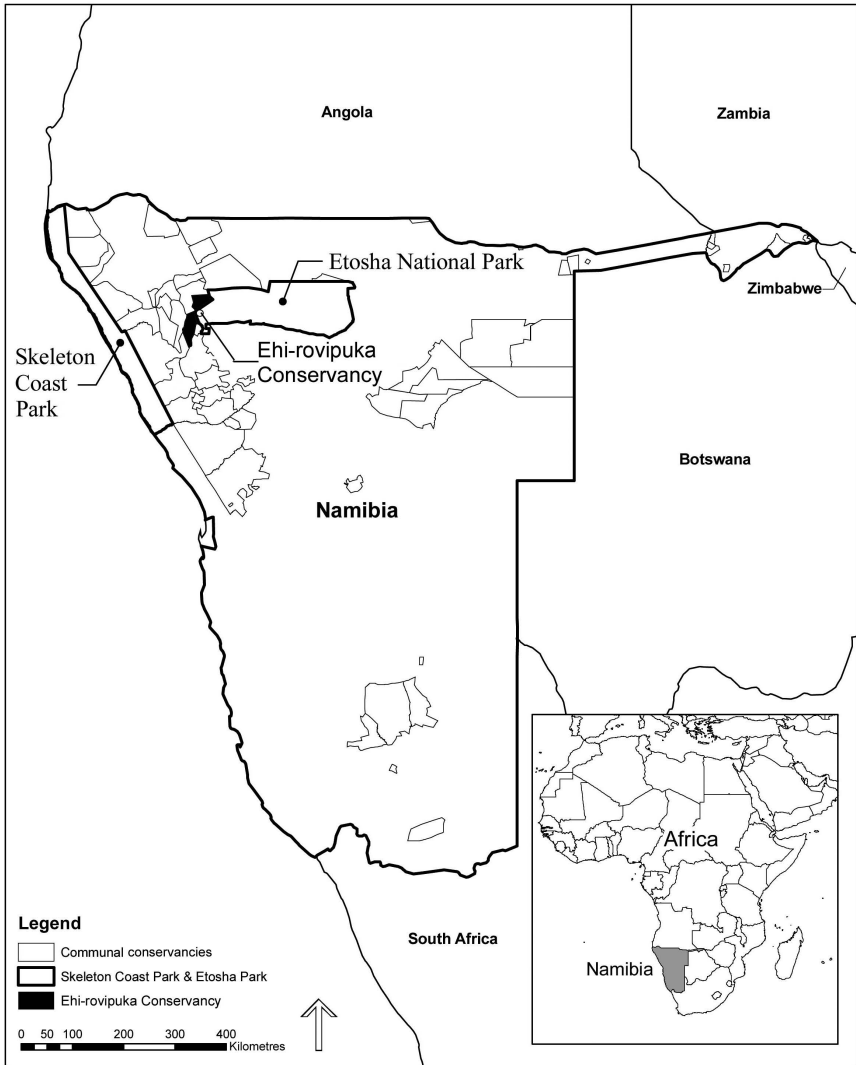 Angola
Zambia
Etosha National Park
Zimbabwe
Ehi-rovipuka
Conservancy
Skeleton
Coast
Park
Botswana
Namibia
Africa
Namibia
South Africa
Legend
Communal conservancies
Skeleton Coast Park & Etosha Park
Ehi-rovipuka Conservancy
0 50 100 200 300 400
Kilometres